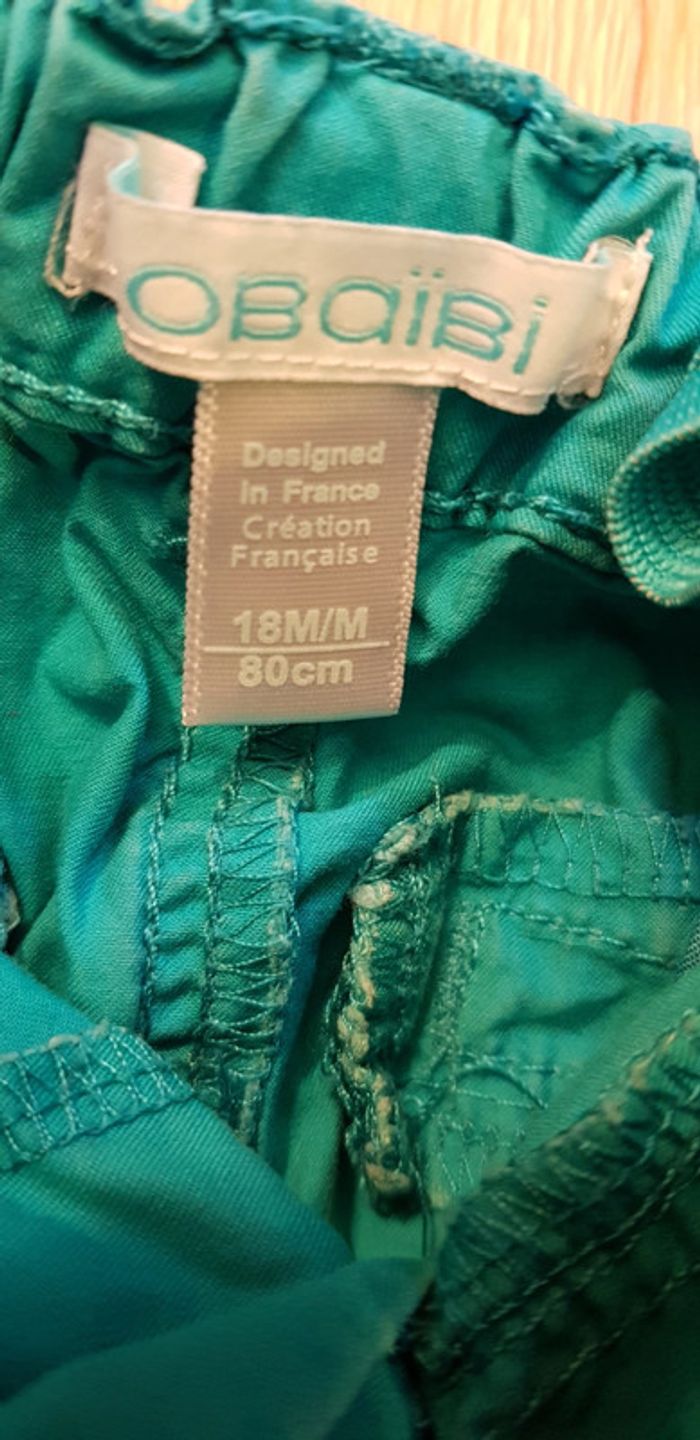 OBaïBi
Designed
in France
Création
Française
18M/M
80cm